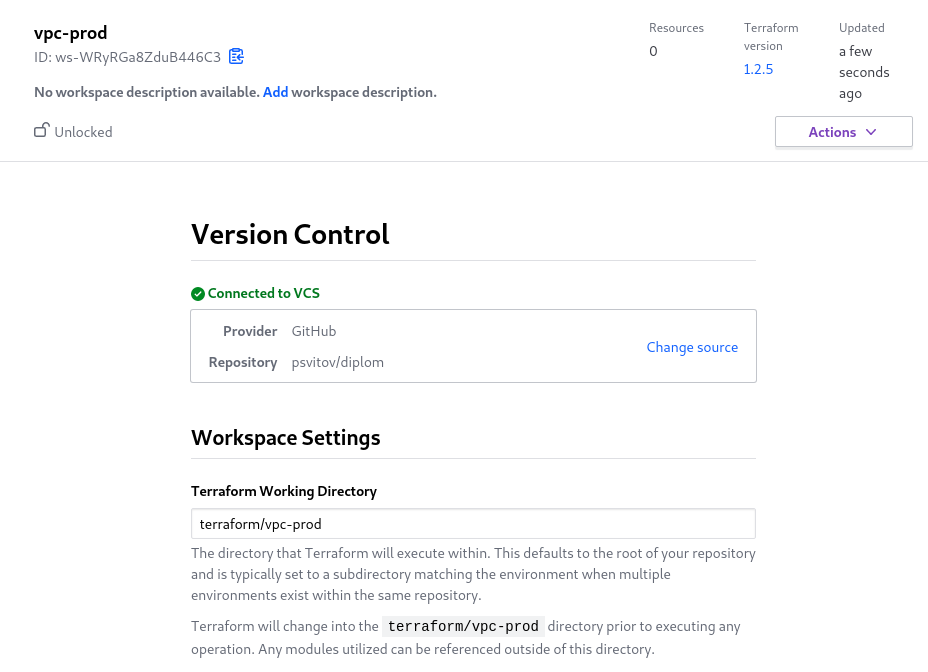 vpc-prod
ID: ws-WRyRGa8ZduB446C3
No workspace description available. Add workspace description.
Unlocked
Resources
0
Terraform
version
1.2.5
Updated
a few
seconds
ago
Actions
Version Control
Connected to VCS
Provider GitHub
Repository psvitov/diplom
Change source
Workspace Settings
Terraform Working Directory
terraform/vpc-prod
The directory that Terraform will execute within. This defaults to the root of your repository
and is typically set to a subdirectory matching the environment when multiple
environments exist within the same repository.
Terraform will change into the terraform/vpc-prod directory prior to executing any
operation. Any modules utilized can be referenced outside of this directory.